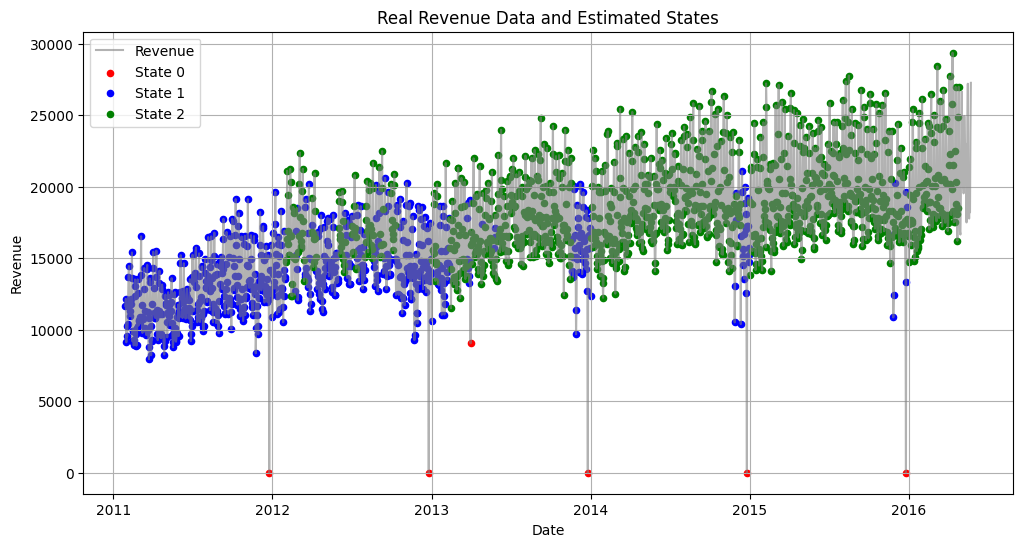 Real Revenue Data and Estimated States
Revenue
State 0
State 1
State 2
30000
25000
20000
15000
10000
5000
0
Revenue
2011
2012
2013
2014
2015
2016
Date